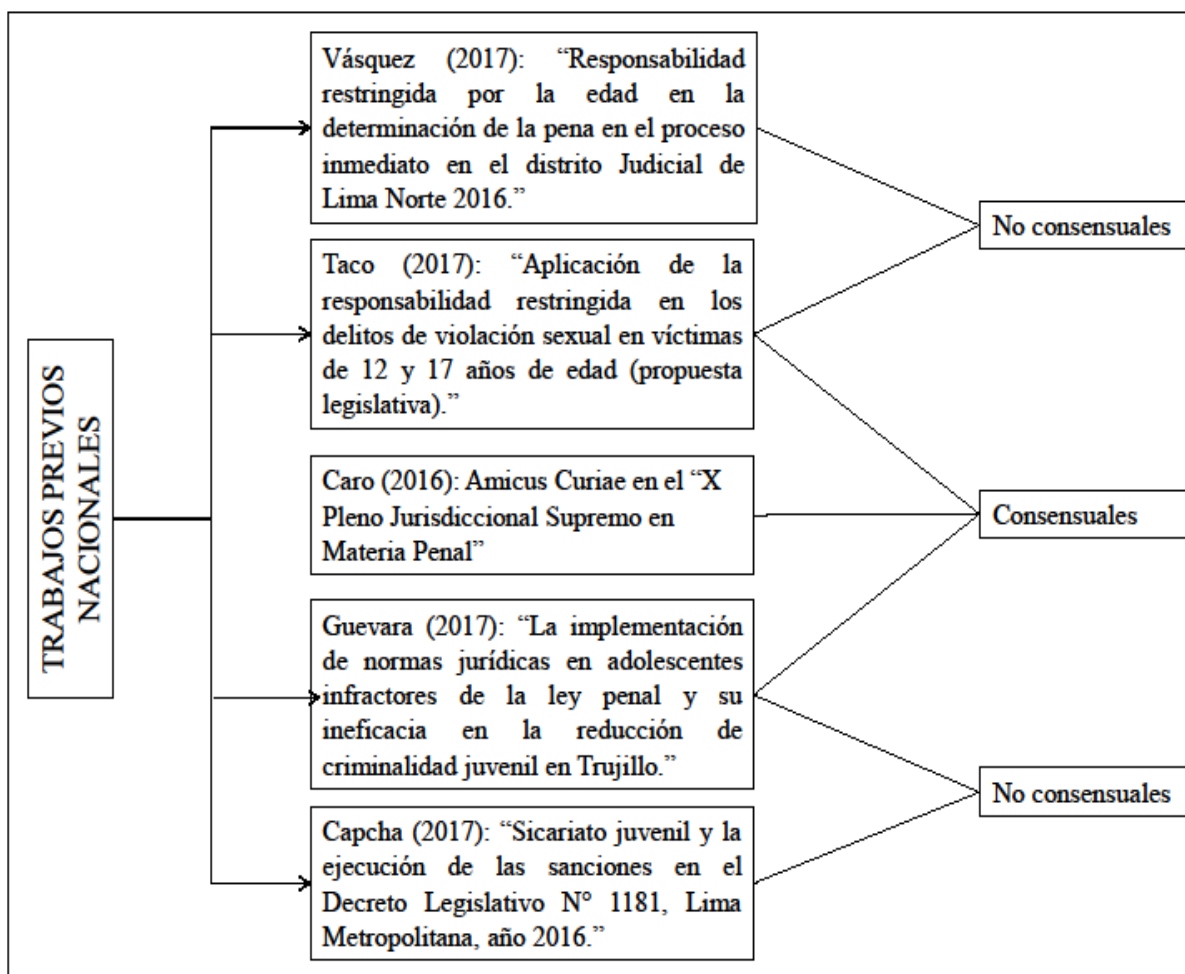 TRABAJOS PREVIOS
NACIONALES
Vásquez (2017): “Responsabilidad
restringida por la edad en la
determinación de la pena en el proceso
inmediato en el distrito Judicial de
Lima Norte 2016.”
Taco (2017): “Aplicación de la
responsabilidad restringida en los
delitos de violación sexual en víctimas
de 12 y 17 años de edad (propuesta
legislativa).”
Caro (2016): Amicus Curiae en el “X
Pleno Jurisdiccional Supremo en
Materia Penal”
Guevara (2017): “La implementación
de normas jurídicas en adolescentes
infractores de la ley penal y su
ineficacia en la reducción de
criminalidad juvenil en Trujillo.”
Capcha (2017): “Sicariato juvenil y la
ejecución de las sanciones en el
Decreto Legislativo N° 1181, Lima
Metropolitana, año 2016.”
No consensuales
Consensuales
No consensuales